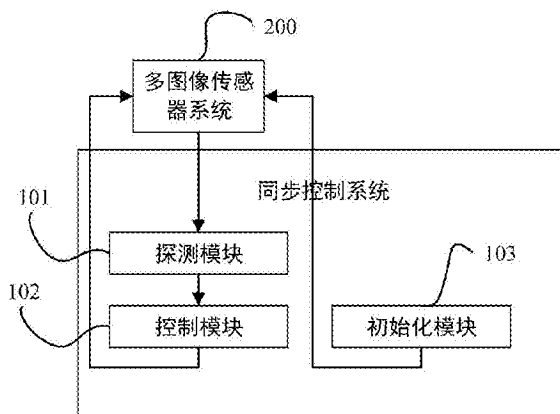 200
多图像传感
器系统
同步控制系统
101
探测模块
102
控制模块
103
初始化模块